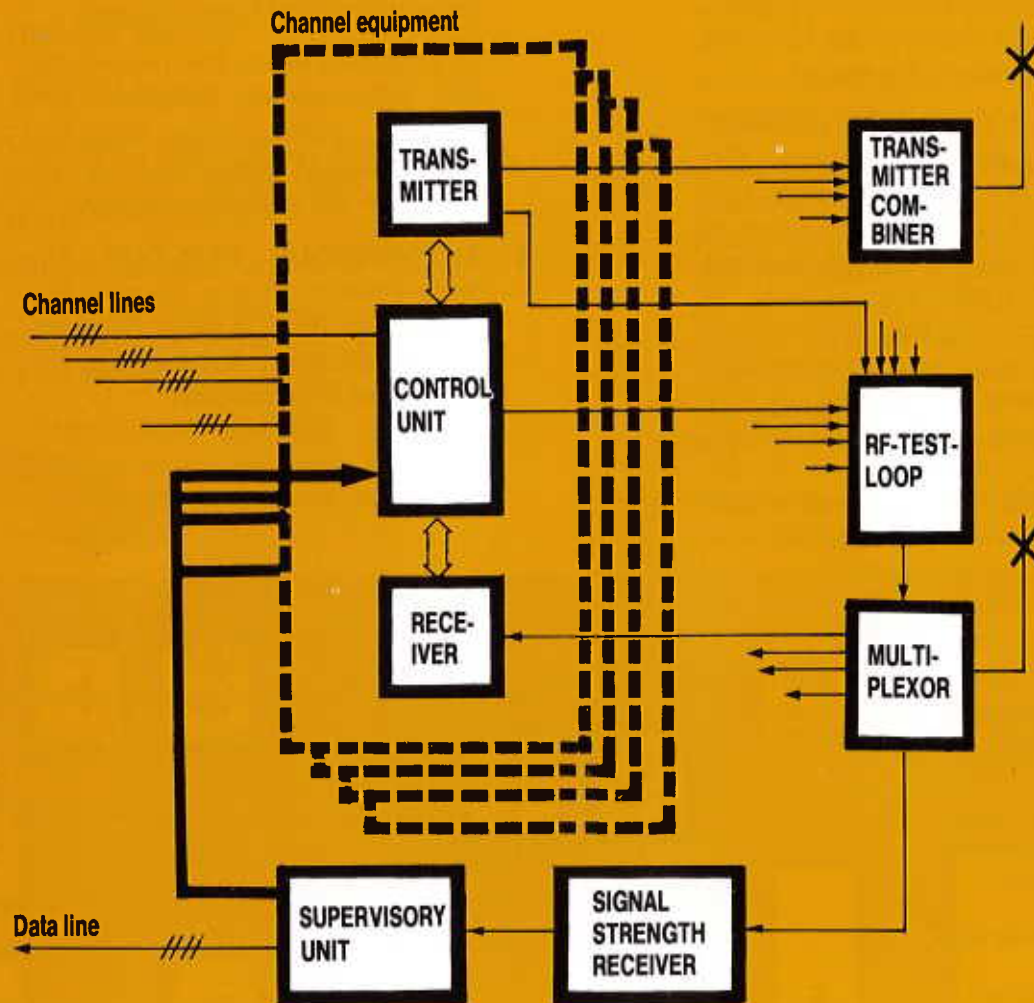 Channel equipment
TRANS-
MITTER
TRANS-
MITTER
COM-
BINER
Channel lines
CONTROL
UNIT
RF-TEST-
LOOP
RECE-
IVER
MULTI-
PLEXOR
SUPERVISORY
UNIT
SIGNAL
STRENGTH
RECEIVER
Data line